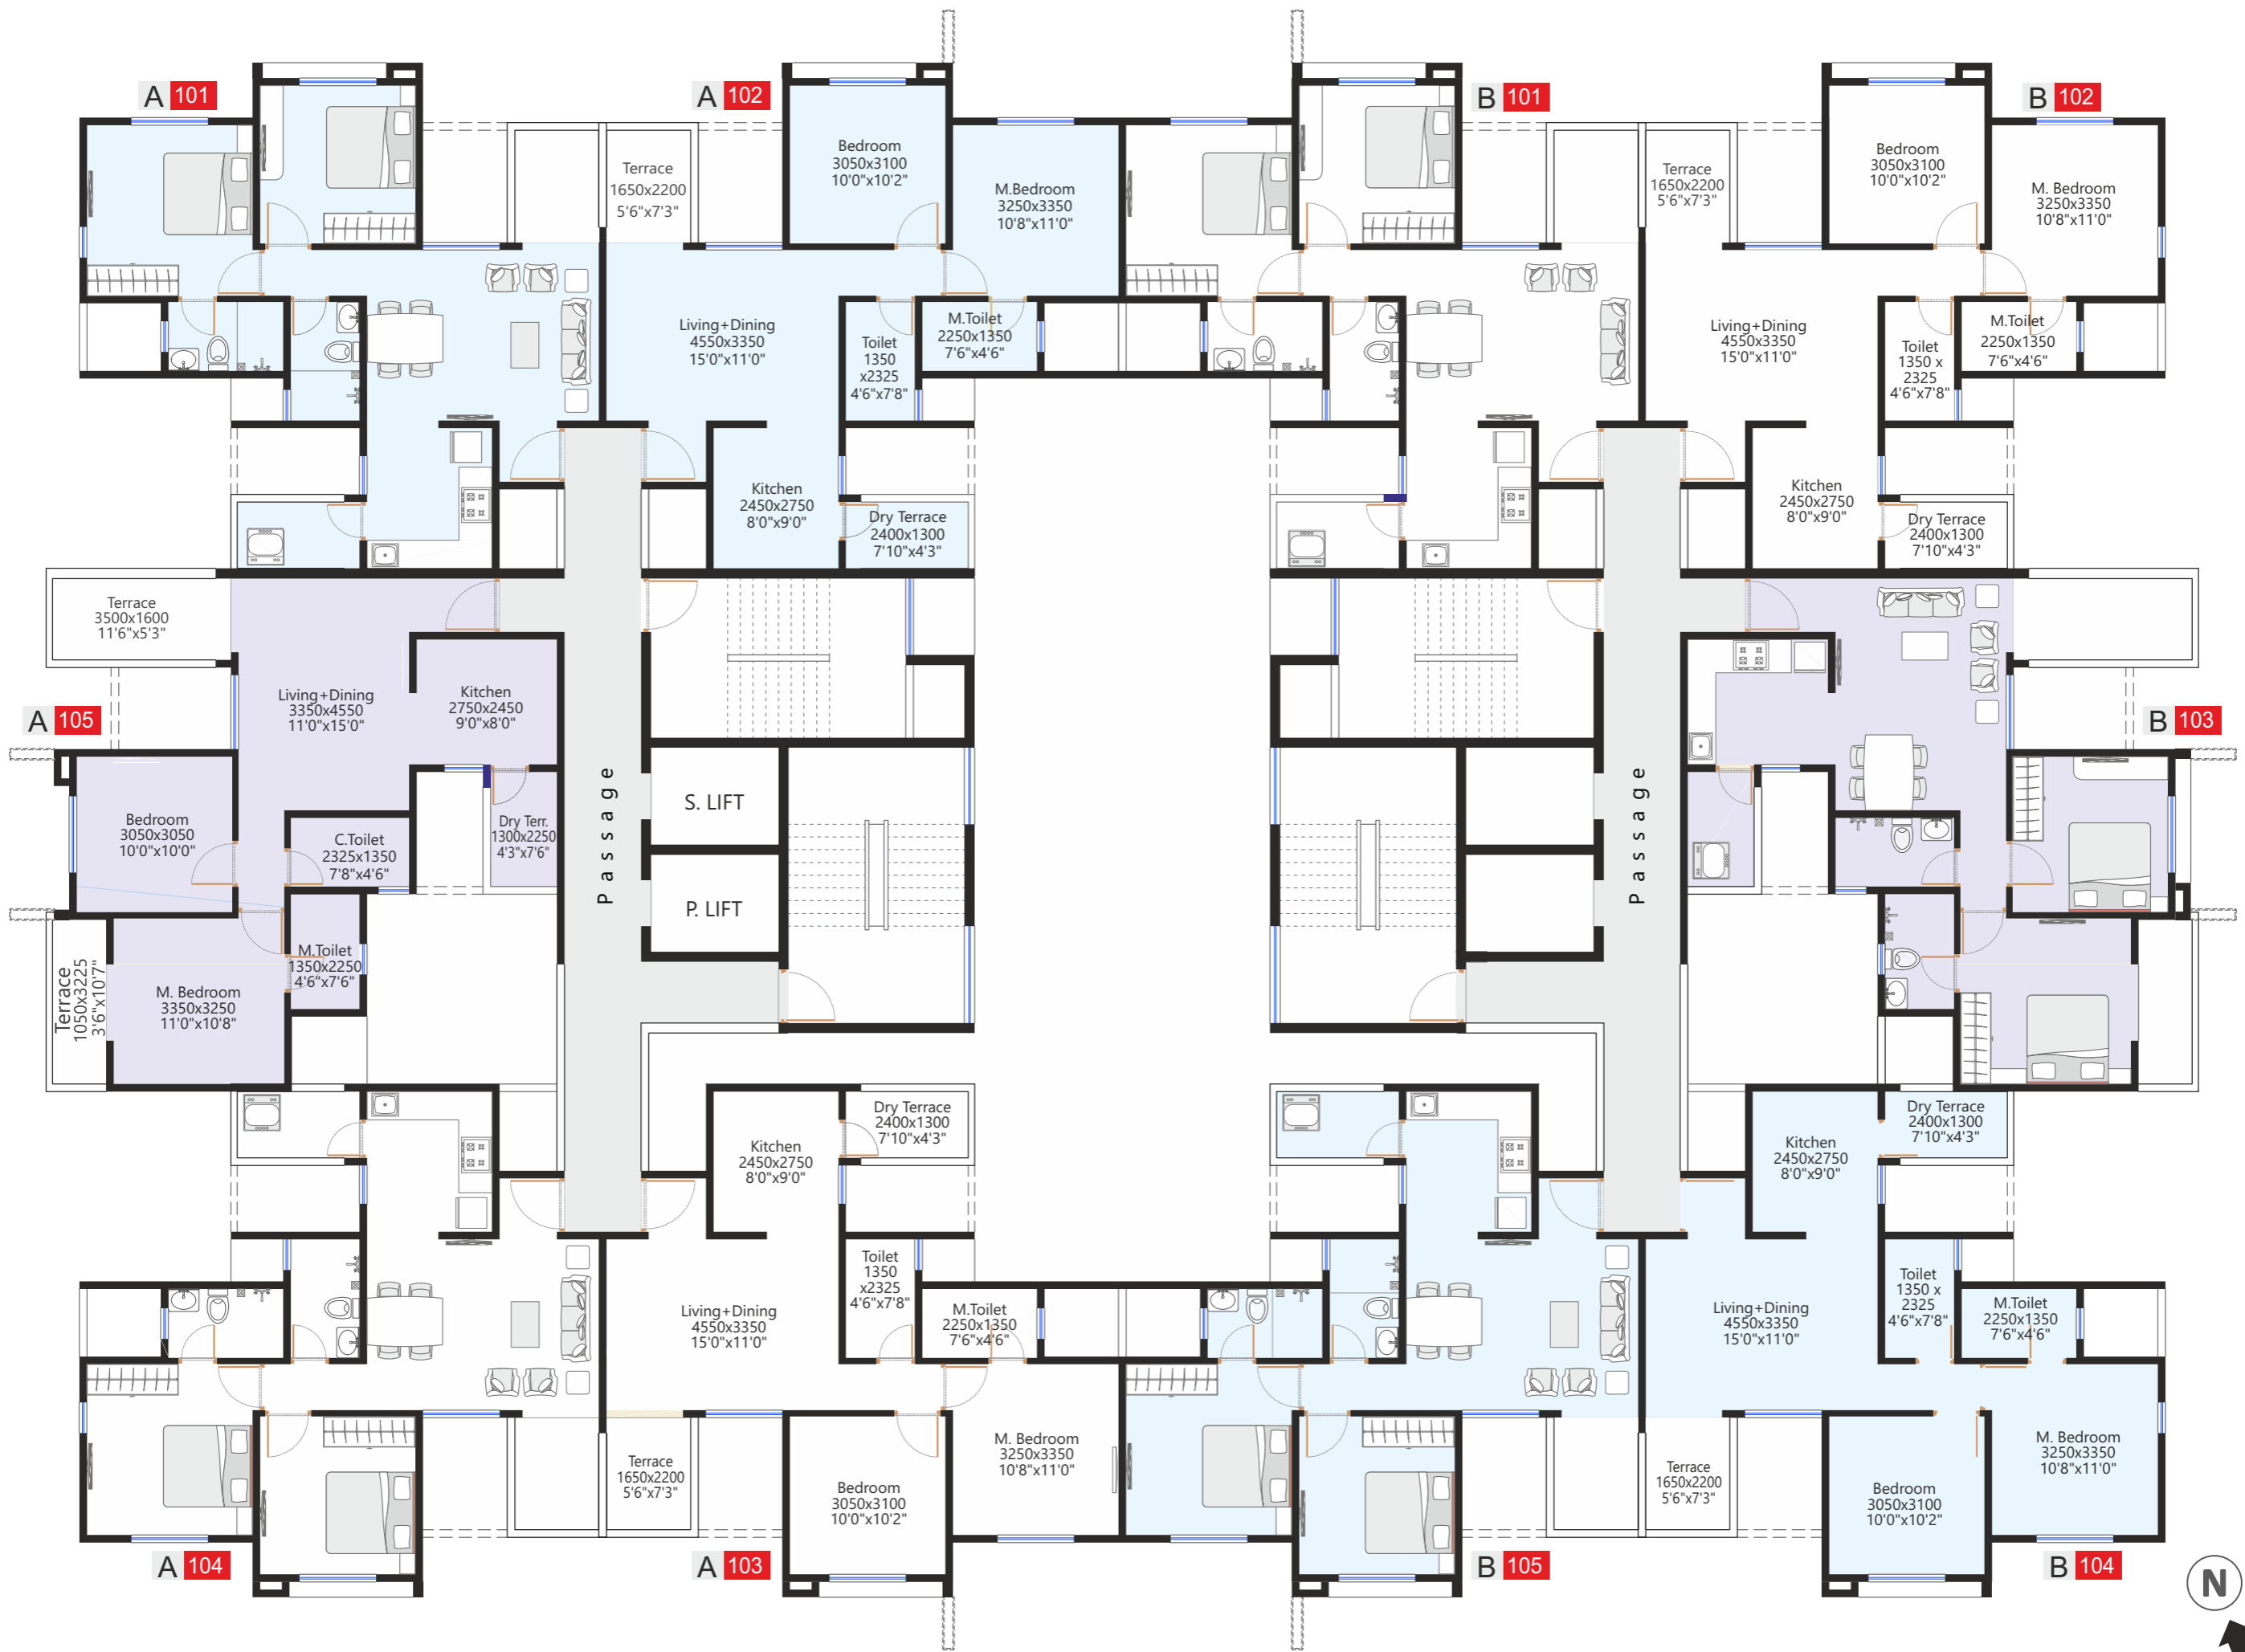 A 101
A 102
B 101
B 102
Terrace
1650x2200
5'6"x7'3"
Bedroom
3050x3100
10'0"x10'2"
M.Bedroom
3250x3350
10'8"x11'0"
Terrace
1650x2200
5'6"x7'3"
Bedroom
3050x3100
10'0"x10'2"
M. Bedroom
3250x3350
10'8"x11'0"
Living+Dining
4550x3350
15'0"x11'0"
Toilet
1350
x2325
4'6"x7'8"
M.Toilet
2250x1350
7'6"x4'6"
Living+Dining
4550x3350
15'0"x11'0"
Toilet
1350 x
2325
4'6"x7'8"
M.Toilet
2250x1350
7'6"x4'6"
Kitchen
2450x2750
8'0"x9'0"
Dry Terrace
2400x1300
7'10"x4'3"
Kitchen
2450x2750
8'0"x9'0"
Dry Terrace
2400x1300
7'10"x4'3"
Terrace
3500x1600
11'6"x5'3"
Living+Dining
3350x4550
11'0"x15'0"
Kitchen
2750x2450
9'0"x8'0"
A 105
B 103
Passage
S. LIFT
P. LIFT
Passage
Bedroom
3050x3050
10'0"x10'0"
C.Toilet
2325x1350
7'8"x4'6"
Dry Terr.
1300x2250
4'3"x7'6"
Terrace
1050x3225
3'6"x10'7"
M. Bedroom
3350x3250
11'0"x10'8"
M.Toilet
1350x2250
4'6"x7'6"
Kitchen
2450x2750
8'0"x9'0"
Dry Terrace
2400x1300
7'10"x4'3"
Kitchen
2450x2750
8'0"x9'0"
Dry Terrace
2400x1300
7'10"x4'3"
Living+Dining
4550x3350
15'0"x11'0"
Toilet
1350
x2325
4'6"x7'8"
M.Toilet
2250x1350
7'6"x4'6"
Living+Dining
4550x3350
15'0"x11'0"
Toilet
1350 x
2325
4'6"x7'8"
M.Toilet
2250x1350
7'6"x4'6"
Terrace
1650x2200
5'6"x7'3"
Bedroom
3050x3100
10'0"x10'2"
M. Bedroom
3250x3350
10'8"x11'0"
Terrace
1650x2200
5'6"x7'3"
Bedroom
3050x3100
10'0"x10'2"
M. Bedroom
3250x3350
10'8"x11'0"
A 104
A 103
B 105
B 104
N